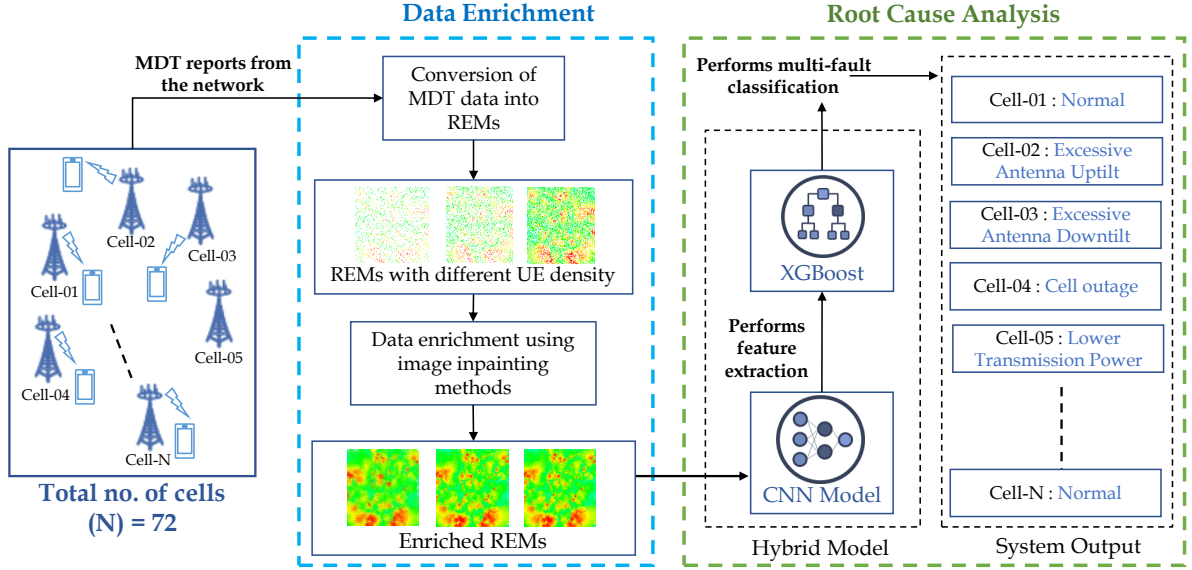 Data Enrichment
Root Cause Analysis
MDT reports from
the network
Cell-02
Cell-03
Cell-01
Cell-05
Cell-04
Cell-N
Total no. of cells
(N) = 72
Conversion of
MDT data into
REMs
REMs with different UE density
Data enrichment using
image inpainting
methods
Enriched REMs
Performs multi-fault
classification
XGBoost
Performs
feature
extraction
CNN Model
Hybrid Model
Cell-01 : Normal
Cell-02 : Excessive
Antenna Uptilt
Cell-03 : Excessive
Antenna Downtilt
Cell-04 : Cell outage
Cell-05 : Lower
Transmission Power
Cell-N : Normal
System Output